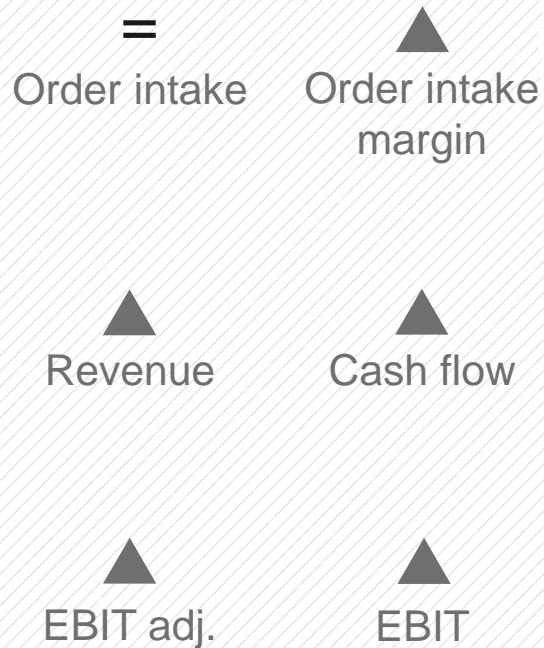 =
Order intake
Order intake
margin
Revenue
Cash flow
EBIT adj.
EBIT